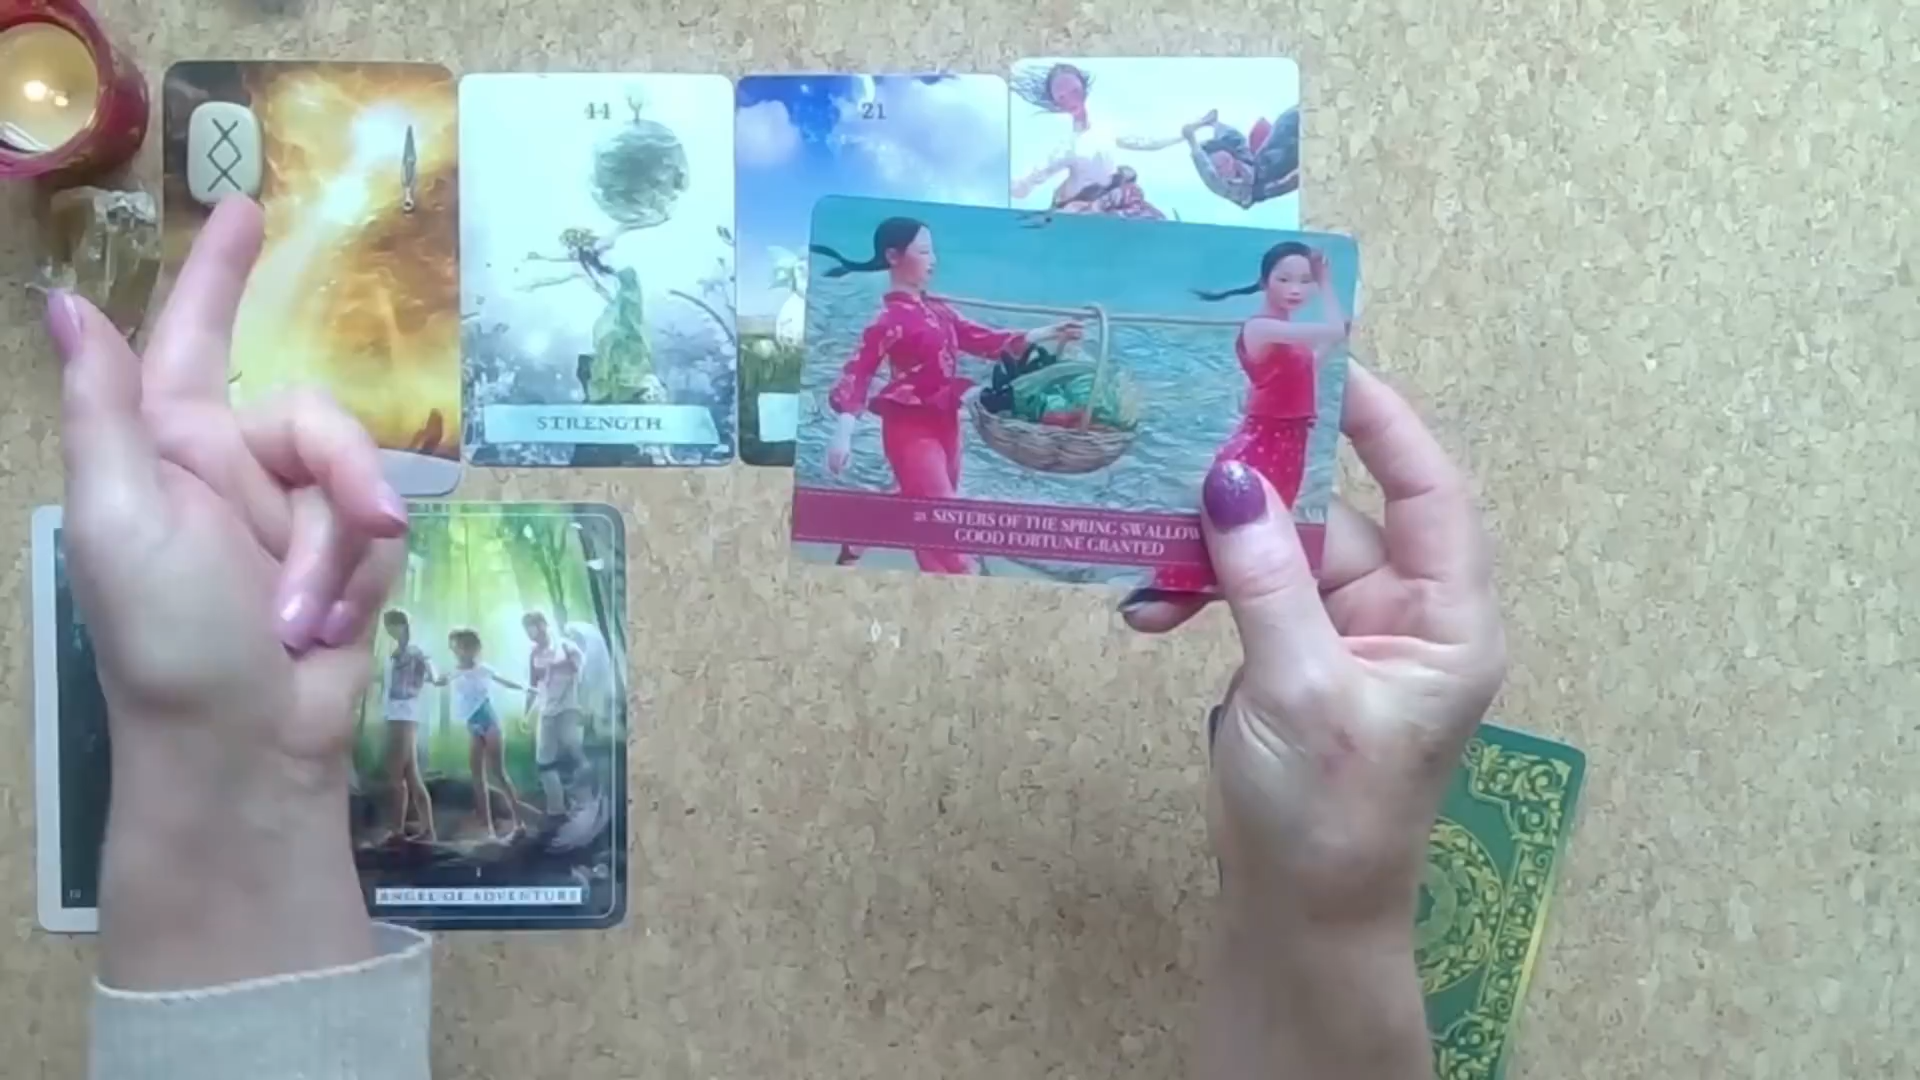 44
21
STRENGTH
21 SISTERS OF THE SPRING SWALLOW
GOOD FORTUNE GRANTED
I
ANGEL OF ADVENTURE